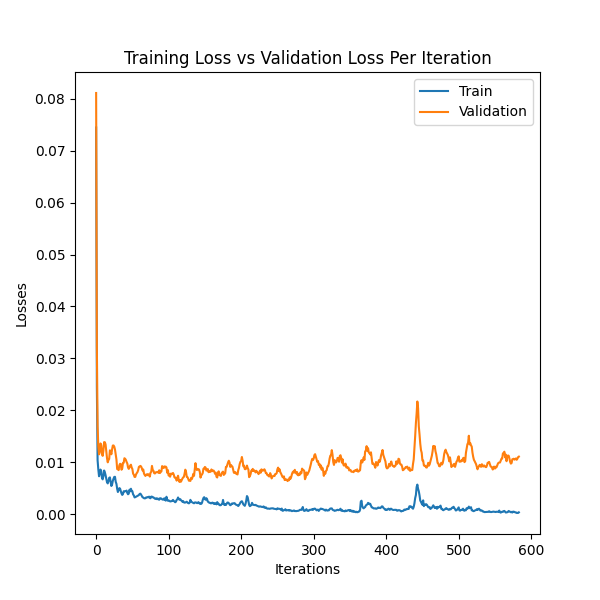 Training Loss vs Validation Loss Per Iteration
Train
Validation
0.08
0.07
0.06
0.05
0.04
0.03
0.02
0.01
0.00
Losses
0 100 200 300 400 500 600
Iterations